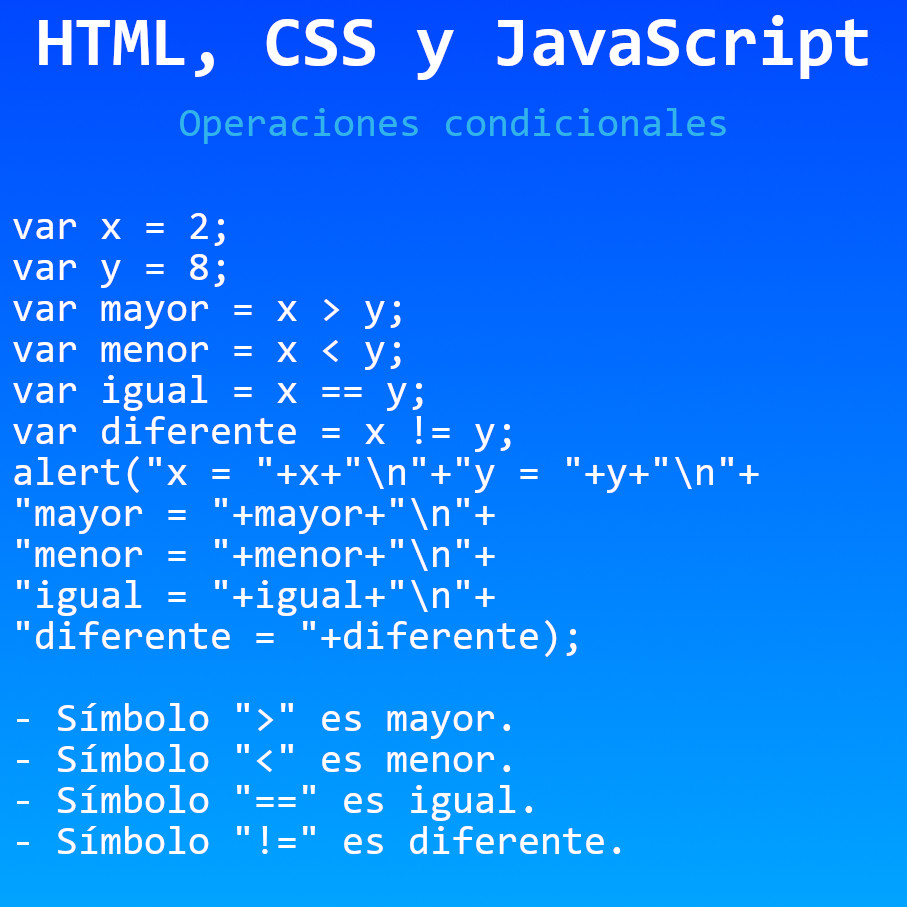 HTML, CSS y JavaScript
Operaciones condicionales
var x = 2;
var y = 8;
var mayor = x > y;
var menor = x < y;
var igual = x == y;
var diferente = x != y;
alert("x = "+x+"\n"+"y = "+y+"\n"+
"mayor = "+mayor+"\n"+
"menor = "+menor+"\n"+
"igual = "+igual+"\n"+
"diferente = "+diferente);
- Símbolo ">" es mayor.
- Símbolo "<" es menor.
- Símbolo "==" es igual.
- Símbolo "!=" es diferente.